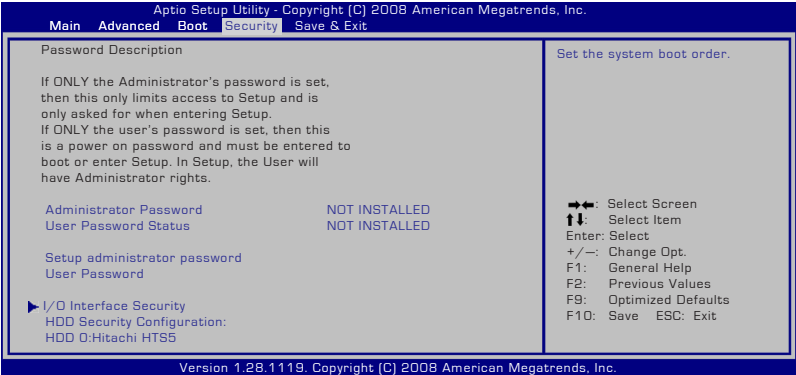 Aptio Setup Utility - Copyright (C) 2008 American Megatrends, Inc.
Main Advanced Boot Security Save & Exit
Password Description
If ONLY the Administrator's password is set,
then this only limits access to Setup and is
only asked for when entering Setup.
If ONLY the user's password is set, then this
is a power on password and must be entered to
boot or enter Setup. In Setup, the User will
have Administrator rights.
Administrator Password NOT INSTALLED
User Password Status NOT INSTALLED
Setup administrator password
User Password
I/O Interface Security
HDD Security Configuration:
HDD 0:Hitachi HTS5
Set the system boot order.
→←: Select Screen
↑↓: Select Item
Enter: Select
+/—: Change Opt.
F1: General Help
F2: Previous Values
F9: Optimized Defaults
F10: Save ESC: Exit
Version 1.28.1119. Copyright (C) 2008 American Megatrends, Inc.